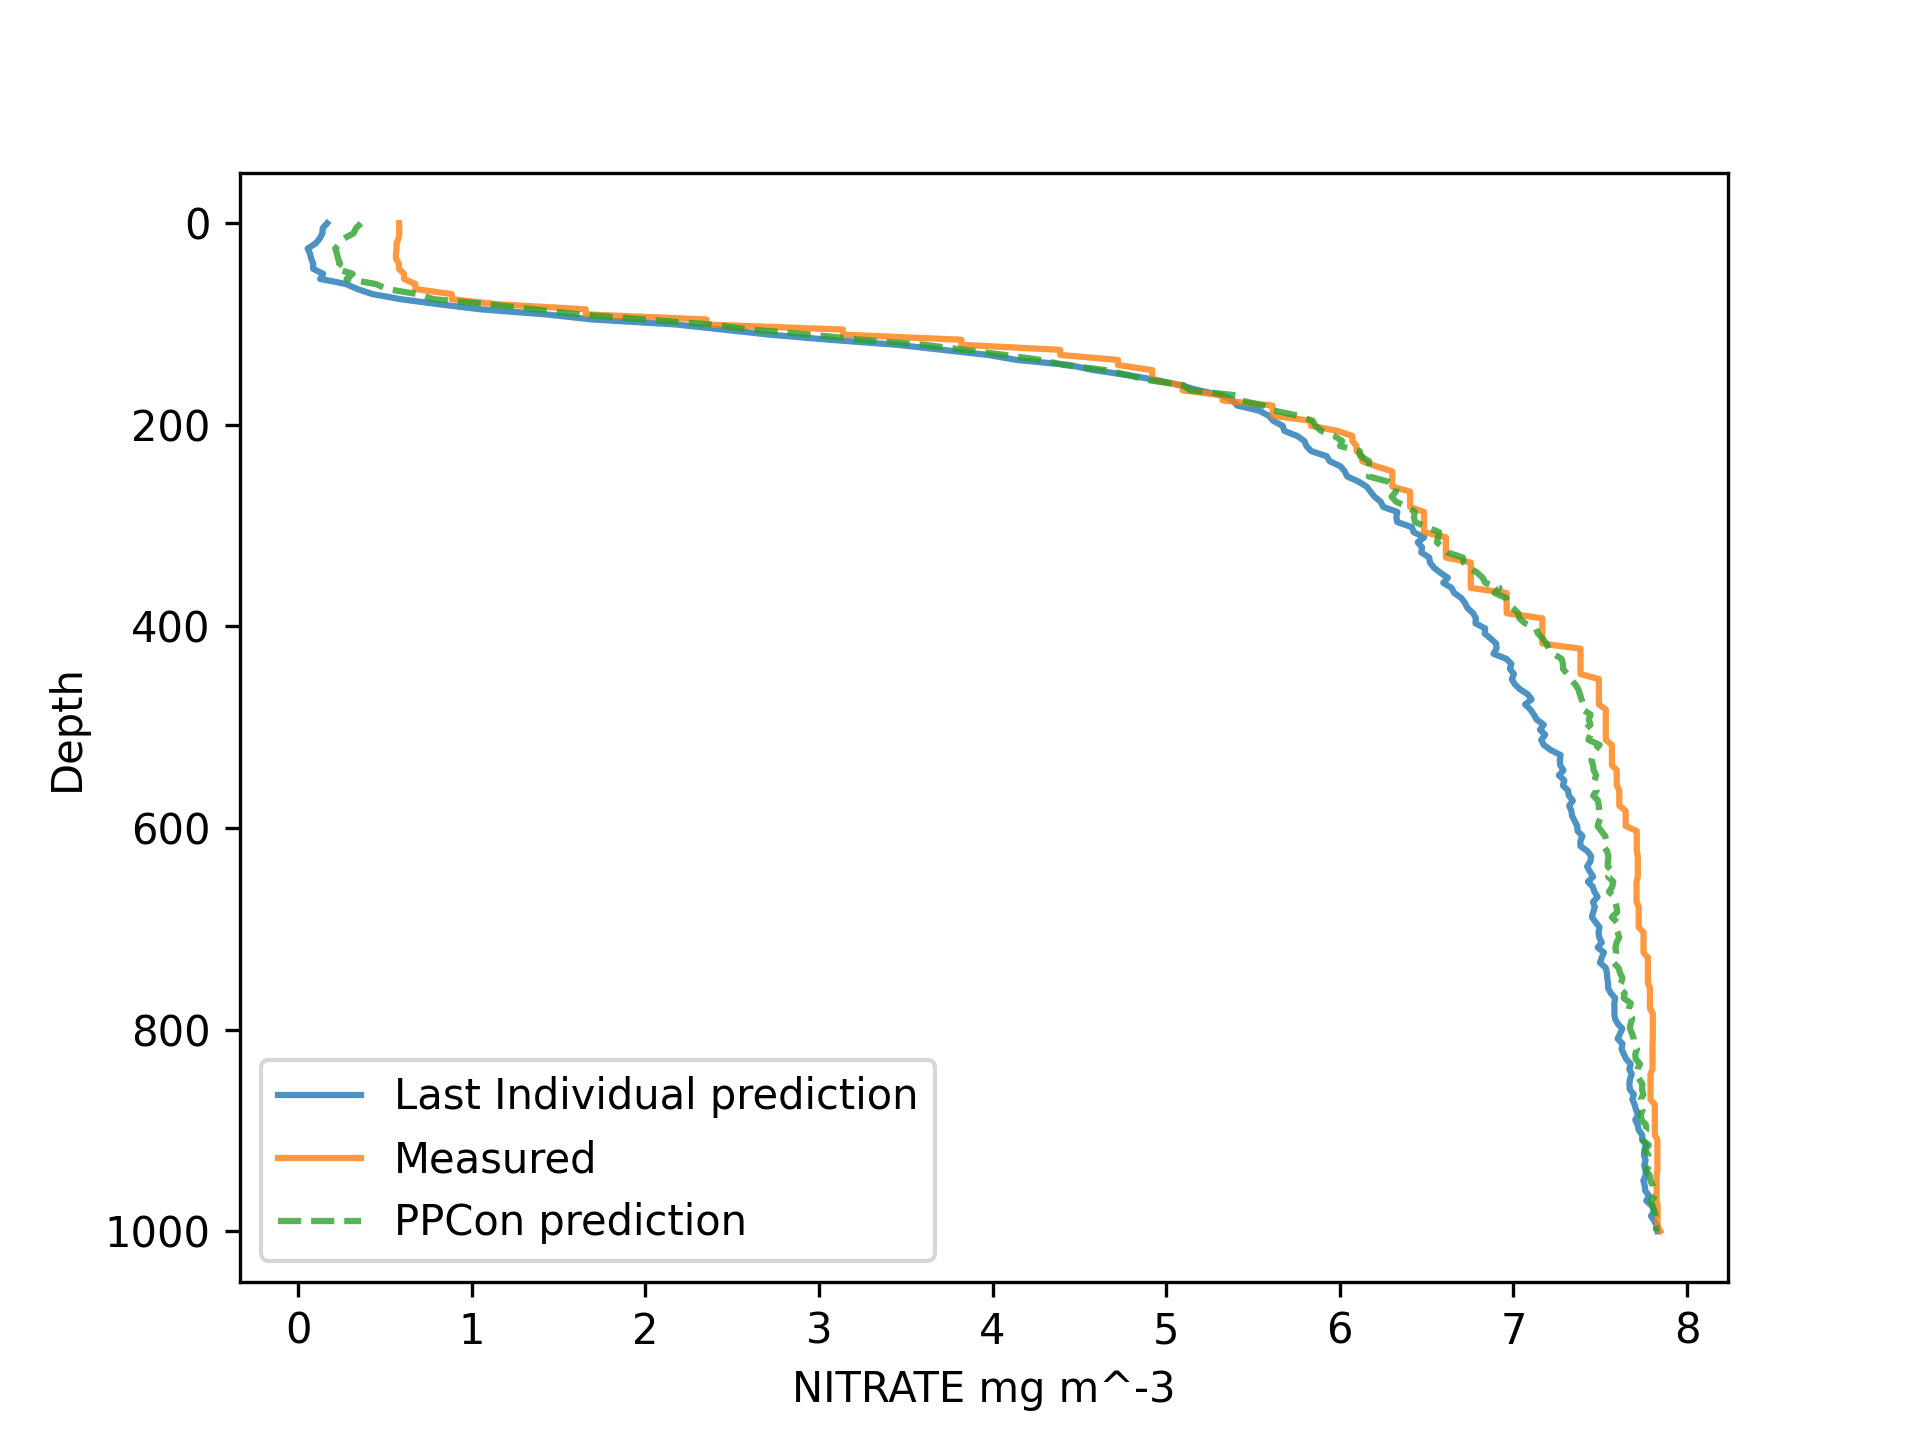 0
200
400
600
800
1000
Depth
Last Individual prediction
Measured
PPCon prediction
0 1 2 3 4 5 6 7 8
NITRATE mg m^-3